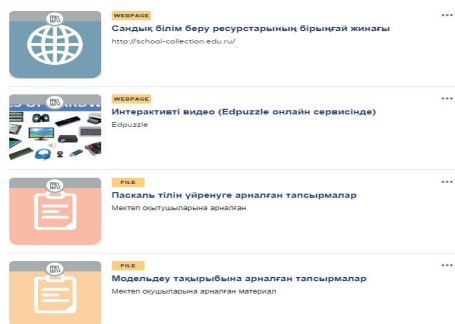 WEBPAGE
Сандық білім беру ресурстарының бірыңғай жинағы
http://school-collection.edu.ru/
WEBPAGE
Интерактивті видео (Edpuzzle онлайн сервисінде)
Edpuzzle
FILE
Паскаль тілін үйренуге арналған тапсырмалар
Мектеп оқытушыларына арналған
FILE
Модельдеу тақырыбына арналған тапсырмалар
Мектеп оқушыларына арналған материал